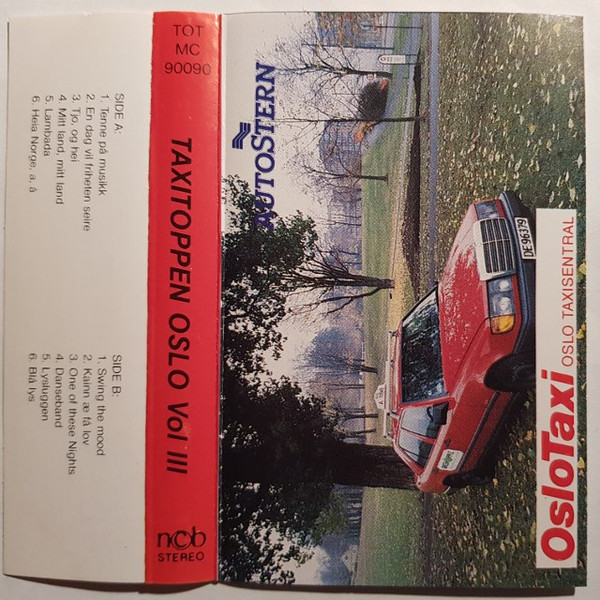 SIDE A:
1. Tenne på musikk
2. En dag vil friheten seire
3. Tjo, og hei
4. Mitt land, mitt land
5. Lambada
6. Heia Norge, a, å
SIDE B:
1. Swing the mood
2. Kainn æ få lov
3. One of these Nights
4. Danseband
5. Lysluggen
6. Blå lys
TOT
MC
90090
TAXITOPPEN OSLO Vol III
ncb
STEREO
AUTOSTERN
DE 96379
OsloTaxi OSLO TAXISENTRAL